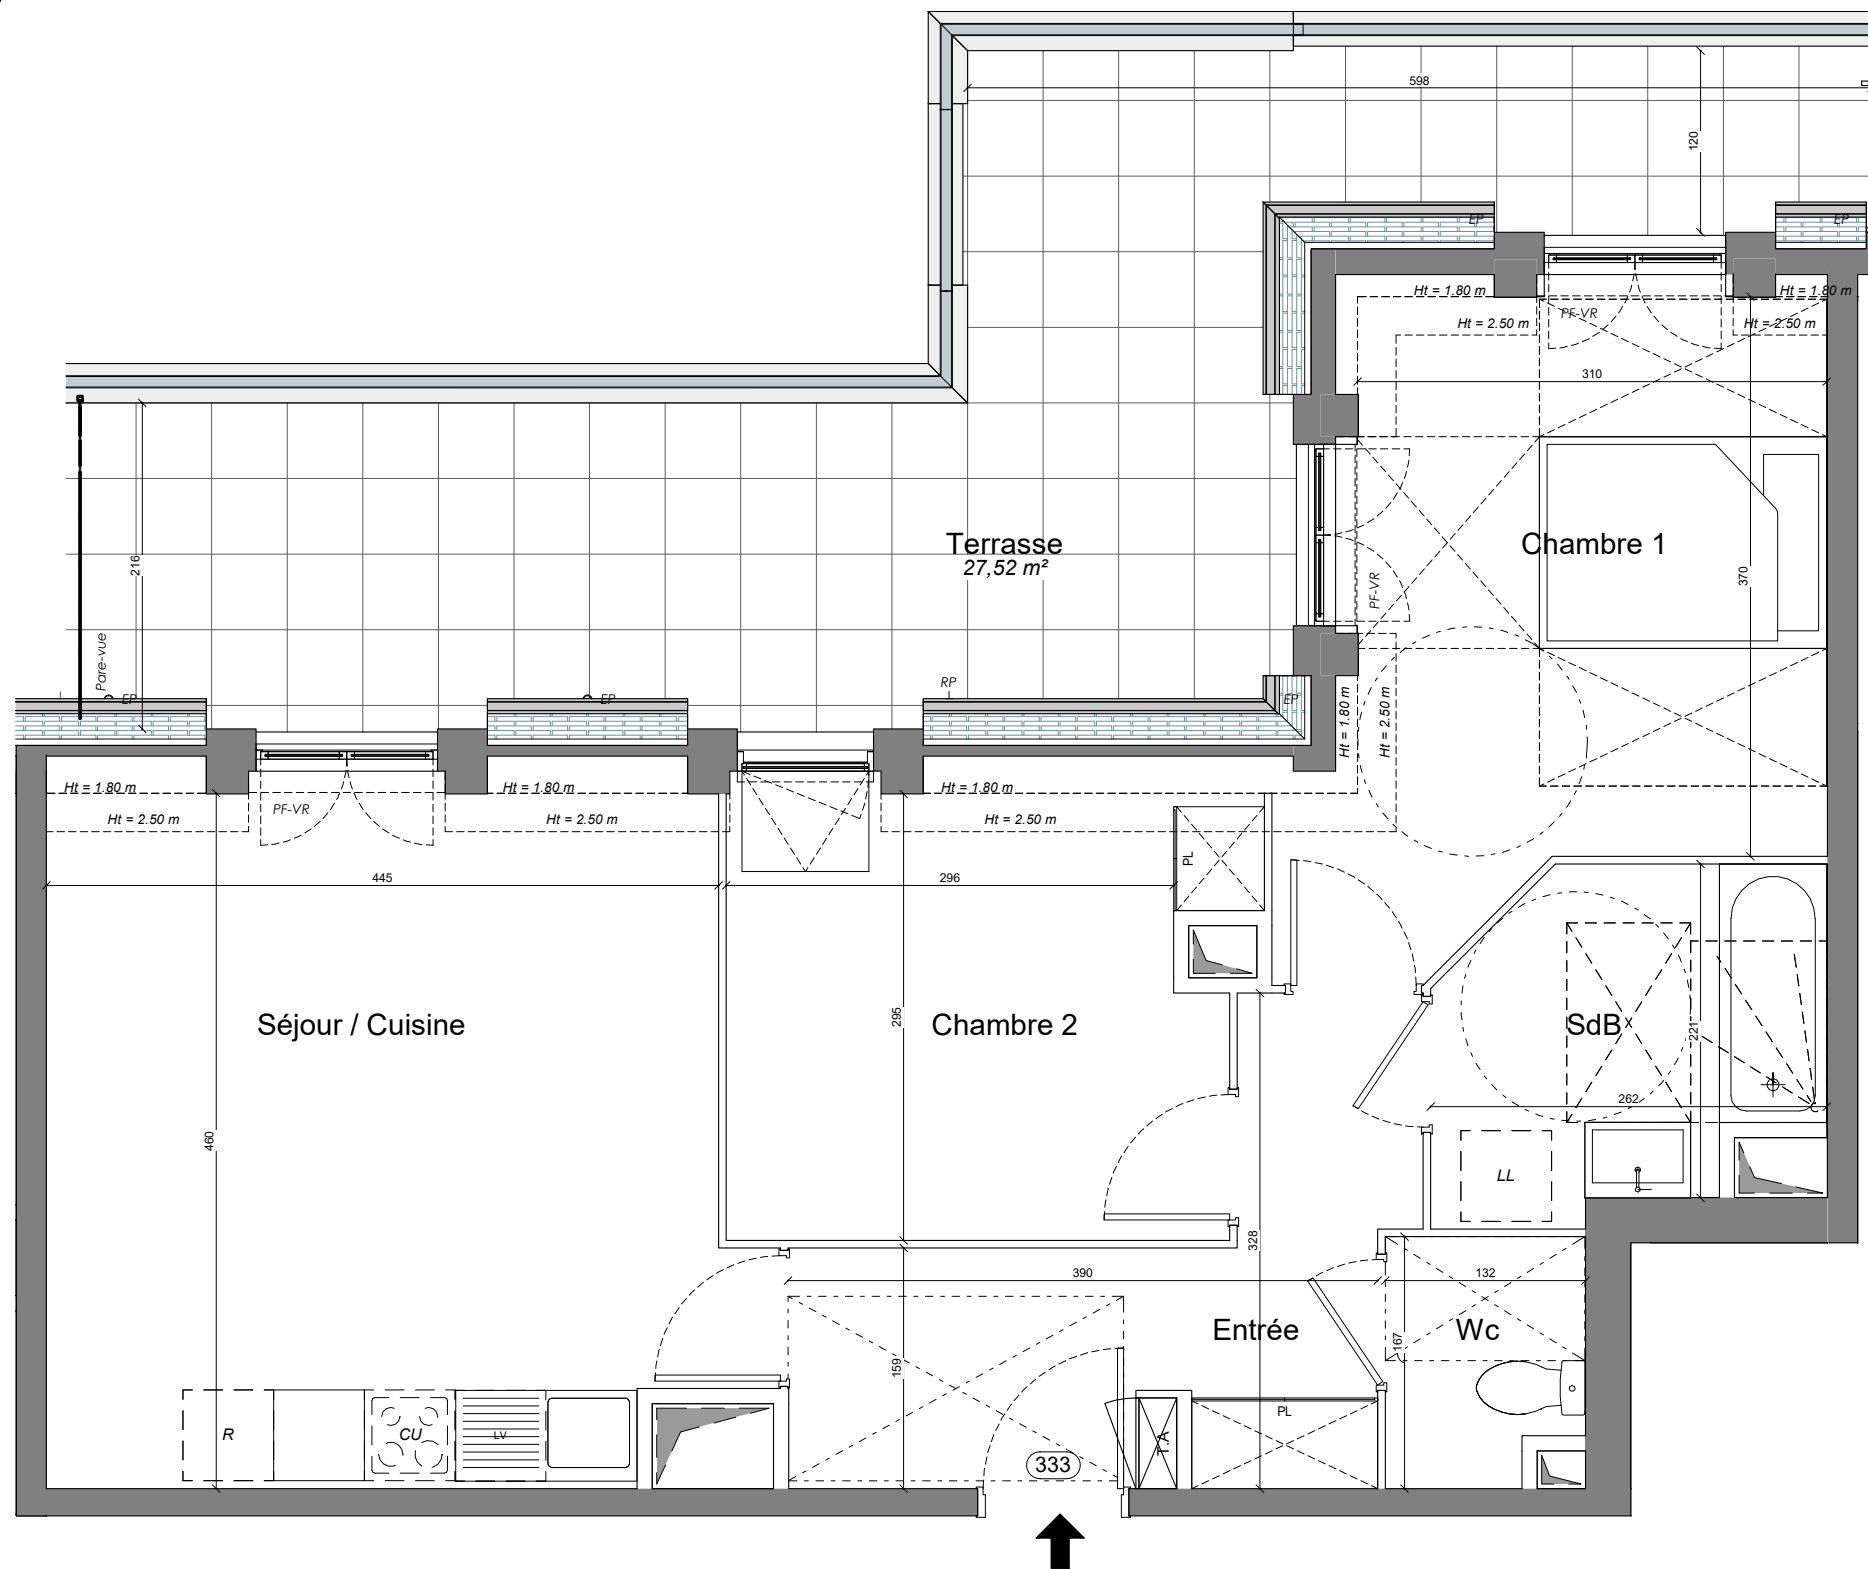 598
120
EP
EP
Ht = 1.80 m
Ht = 1.80 m
PF-VR
Ht = 2.50 m
Ht = 2.50 m
310
Terrasse
27,52 m²
Chambre 1
216
370
PF-VR
Pare-vue
EP
EP
RP
EP
Ht = 1.80 m
Ht = 2.50 m
Ht = 1.80 m
Ht = 1.80 m
Ht = 1.80 m
PF-VR
Ht = 2.50 m
Ht = 2.50 m
Ht = 2.50 m
PL
445
296
Séjour / Cuisine
295
Chambre 2
SdB
221
262
460
LL
328
390
132
Entrée
Wc
167
159
PL
R
CU
LV
T.A
333